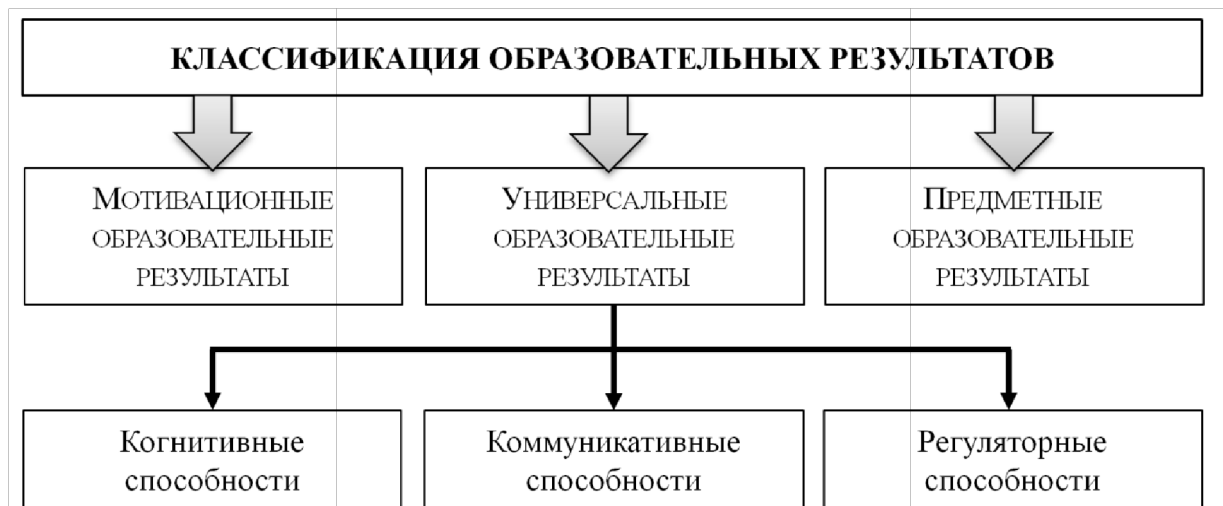 КЛАССИФИКАЦИЯ ОБРАЗОВАТЕЛЬНЫХ РЕЗУЛЬТАТОВ
МОТИВАЦИОННЫЕ
ОБРАЗОВАТЕЛЬНЫЕ
РЕЗУЛЬТАТЫ
УНИВЕРСАЛЬНЫЕ
ОБРАЗОВАТЕЛЬНЫЕ
РЕЗУЛЬТАТЫ
ПРЕДМЕТНЫЕ
ОБРАЗОВАТЕЛЬНЫЕ
РЕЗУЛЬТАТЫ
Когнитивные
способности
Коммуникативные
способности
Регуляторные
способности